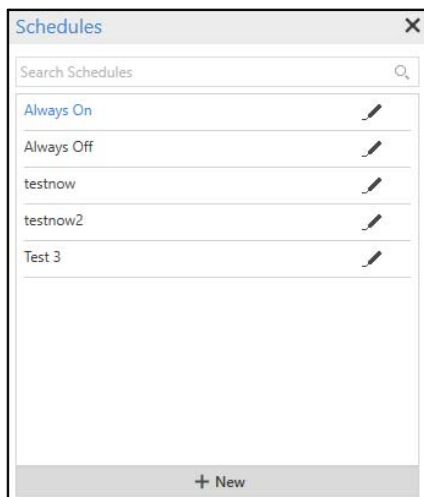 Schedules
Search Schedules
Always On
Always Off
testnow
testnow2
Test 3
+ New